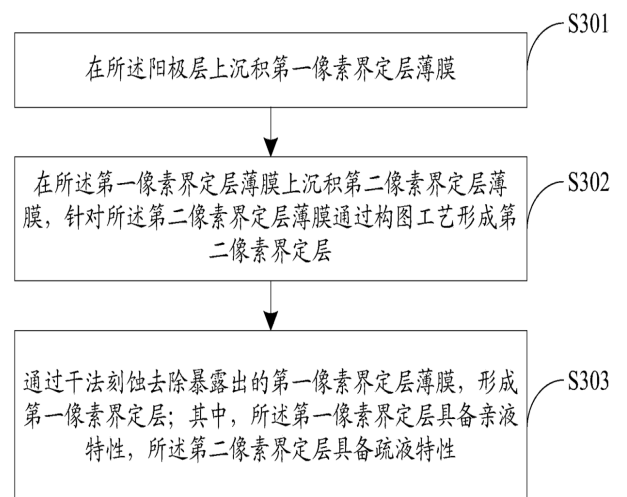 S301
在所述阳极层上沉积第一像素界定层薄膜
S302
在所述第一像素界定层薄膜上沉积第二像素界定层薄
膜，针对所述第二像素界定层薄膜通过构图工艺形成第
二像素界定层
S303
通过干法刻蚀去除暴露出的第一像素界定层薄膜，形成
第一像素界定层；其中，所述第一像素界定层具备亲液
特性，所述第二像素界定层具备疏液特性